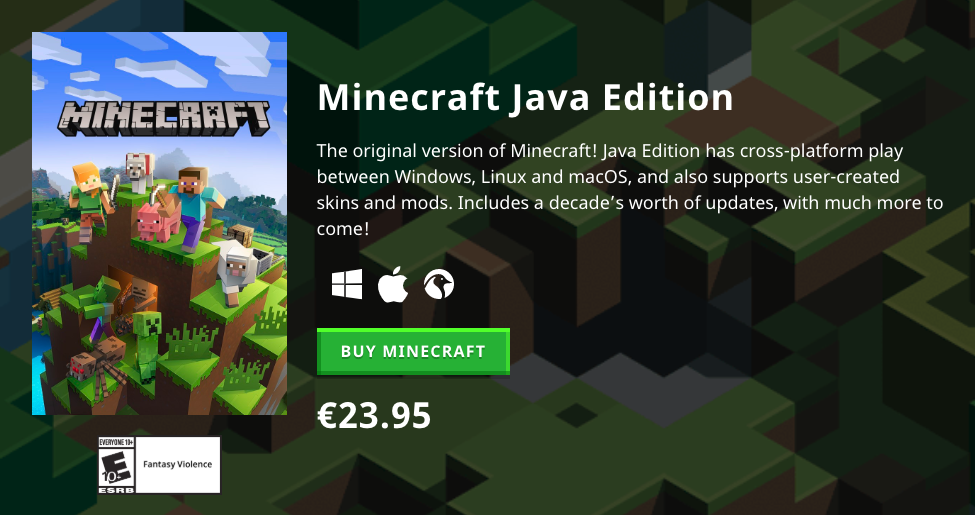 MINECRAFT
Minecraft Java Edition
The original version of Minecraft! Java Edition has cross-platform play
between Windows, Linux and macOS, and also supports user-created
skins and mods. Includes a decade’s worth of updates, with much more to
come!
BUY MINECRAFT
€23.95
EVERYONE 10+
E
10+
ESRB
Fantasy Violence